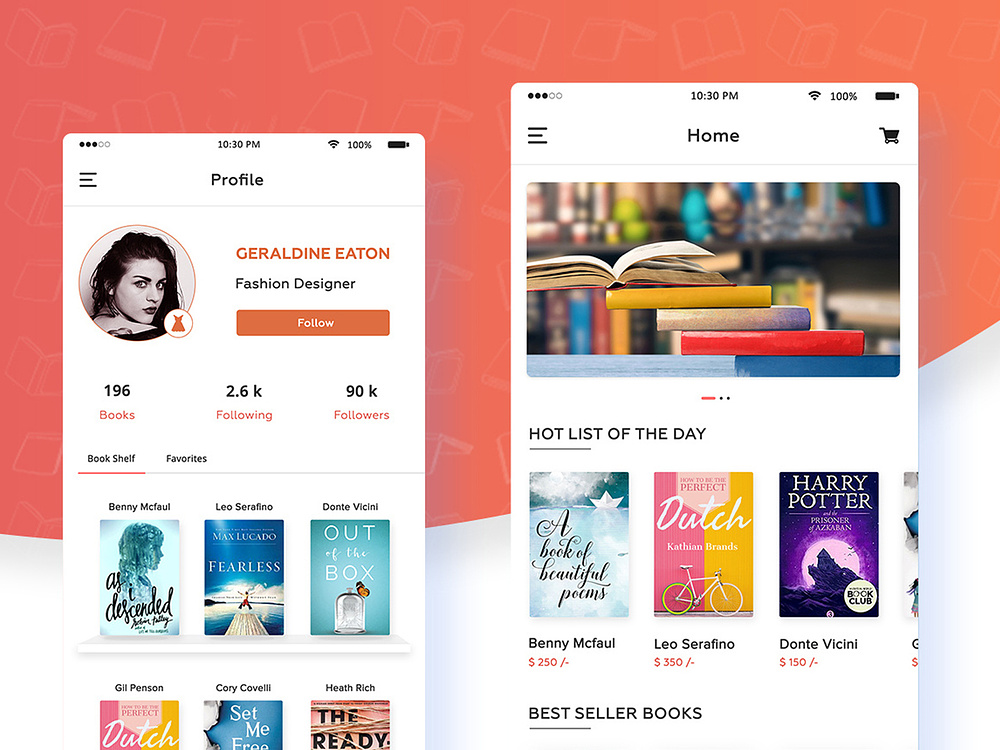 10:30 PM
100%
Profile
GERALDINE EATON
Fashion Designer
Follow
196
2.6 k
90 k
Books
Following
Followers
Book Shelf
Favorites
Benny Mcfaul
Leo Serafino
Donte Vicini
as
descended
MAX LUCADO
FEARLESS
OUT
of the
BOX
Gil Penson
Cory Covelli
Heath Rich
HOW TO BE THE
PERFECT
Dutch
Set
Me
Free
THE
READY
10:30 PM
100%
Home
HOT LIST OF THE DAY
A
book of
beautiful
poems
HOW TO BE THE
PERFECT
Dutch
Kathian Brands
HARRY
POTTER
and the
PRISONER
OF AZKABAN
BOOK
CLUB
Benny Mcfaul
Leo Serafino
Donte Vicini
$ 250 /-
$ 350 /-
$ 150 /-
BEST SELLER BOOKS